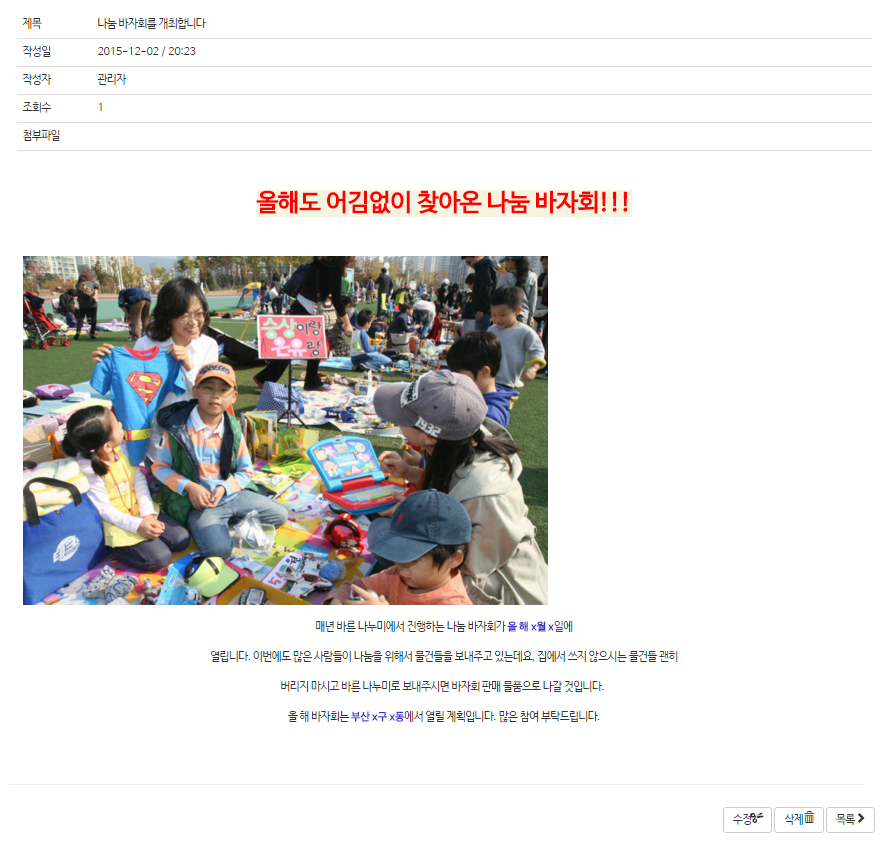 제목 나눔 바자회를 개최합니다
작성일 2015-12-02 / 20:23
작성자 관리자
조회수 1
첨부파일
올해도 어김없이 찾아온 나눔 바자회!!!
승상이랑
온유랑
1932
매년 바른 나누미에서 진행하는 나눔 바자회가 올 해 x월 x일에
열립니다. 이번에도 많은 사람들이 나눔을 위해서 물건들을 보내주고 있는데요, 집에서 쓰지 않으시는 물건들 괜히
버리지 마시고 바른 나누미로 보내주시면 바자회 판매 물품으로 나갈 것입니다.
올 해 바자회는 부산 x구 x동에서 열릴 계획입니다. 많은 참여 부탁드립니다.
수정 삭제 목록